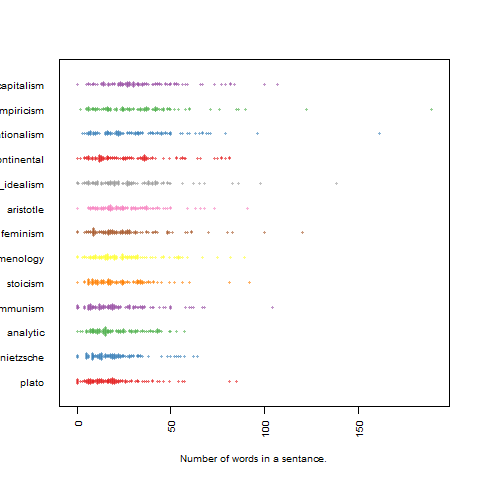 capitalism
mpiricism
ationalism
ontinental
_idealism
aristotle
feminism
menology
stoicism
mmunism
analytic
nietzsche
plato
0
50
100
150
Number of words in a sentance.